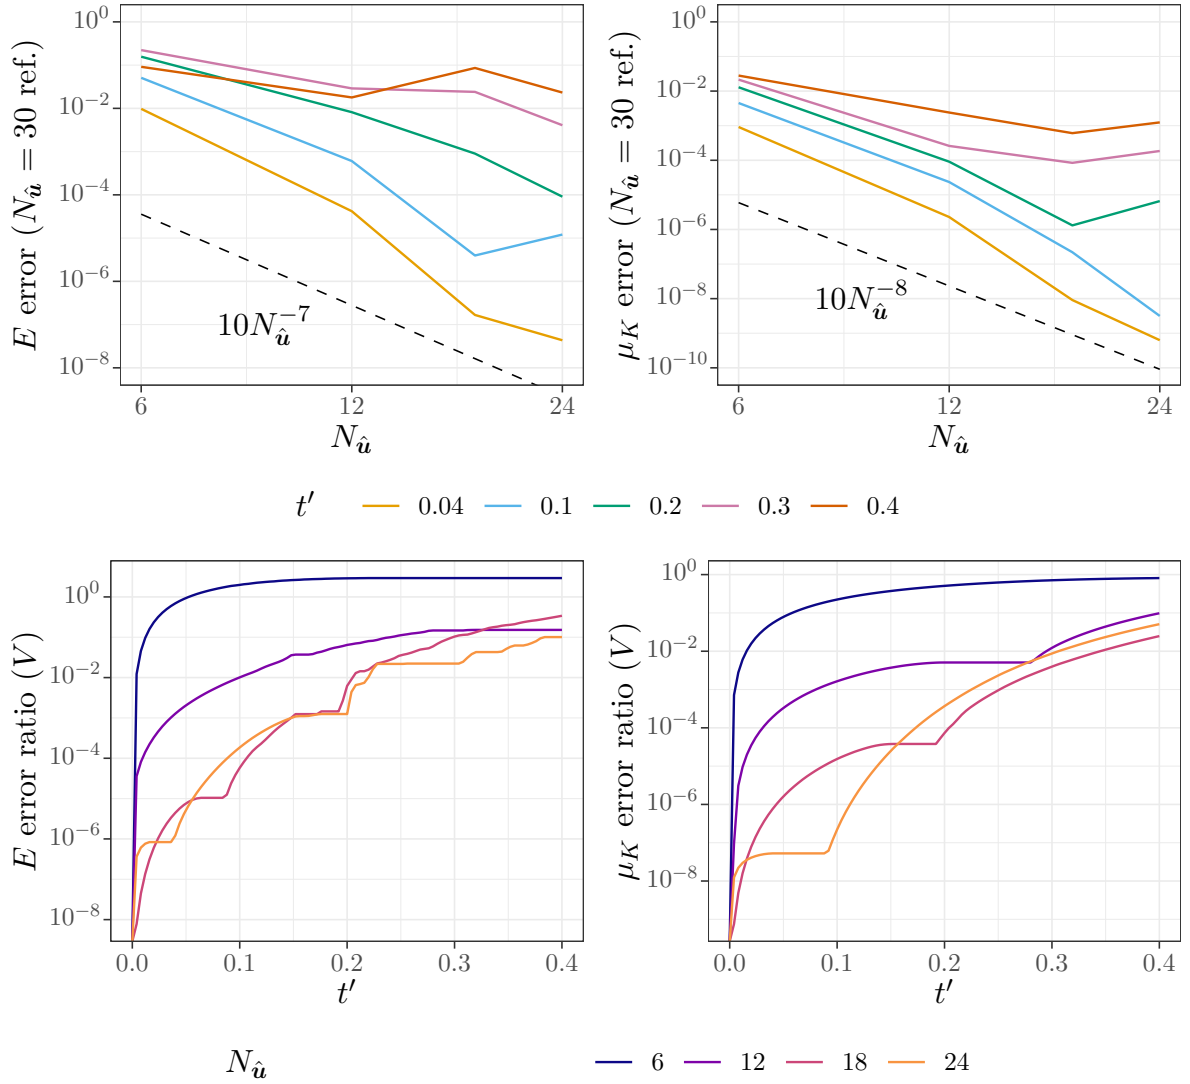 E error (N_û = 30 ref.)
10^0
10^−2
10^−4
10^−6
10^−8
10N_û^−7
6 12 24
N_û
μ_K error (N_û = 30 ref.)
10^0
10^−2
10^−4
10^−6
10^−8
10^−10
10N_û^−8
6 12 24
N_û
t′ 0.04 0.1 0.2 0.3 0.4
E error ratio (V)
10^0
10^−2
10^−4
10^−6
10^−8
0.0 0.1 0.2 0.3 0.4
t′
μ_K error ratio (V)
10^0
10^−2
10^−4
10^−6
10^−8
0.0 0.1 0.2 0.3 0.4
t′
N_û 6 12 18 24